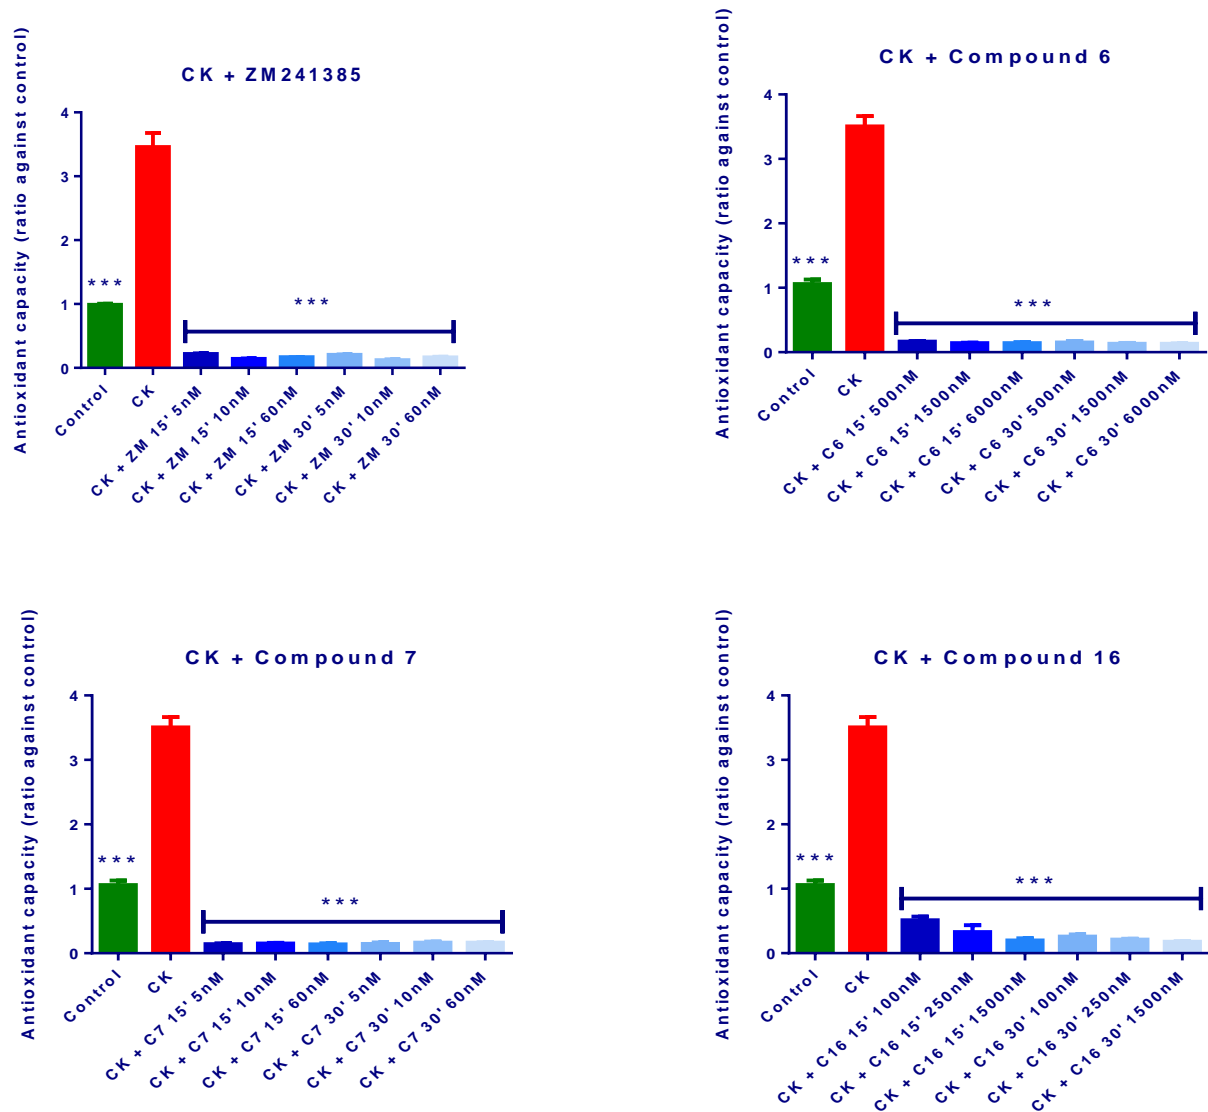 CK + ZM241385
Antioxidant capacity (ratio against control)
4
3
2
1
0
***
***
Control
CK
CK + ZM 15' 5nM
CK + ZM 15' 10nM
CK + ZM 15' 60nM
CK + ZM 30' 5nM
CK + ZM 30' 10nM
CK + ZM 30' 60nM
CK + Compound 6
Antioxidant capacity (ratio against control)
4
3
2
1
0
***
***
Control
CK
CK + C6 15' 500nM
CK + C6 15' 1500nM
CK + C6 15' 6000nM
CK + C6 30' 500nM
CK + C6 30' 1500nM
CK + C6 30' 6000nM
CK + Compound 7
Antioxidant capacity (ratio against control)
4
3
2
1
0
***
***
Control
CK
CK + C7 15' 5nM
CK + C7 15' 10nM
CK + C7 15' 60nM
CK + C7 30' 5nM
CK + C7 30' 10nM
CK + C7 30' 60nM
CK + Compound 16
Antioxidant capacity (ratio against control)
4
3
2
1
0
***
***
Control
CK
CK + C16 15' 100nM
CK + C16 15' 250nM
CK + C16 15' 1500nM
CK + C16 30' 100nM
CK + C16 30' 250nM
CK + C16 30' 1500nM